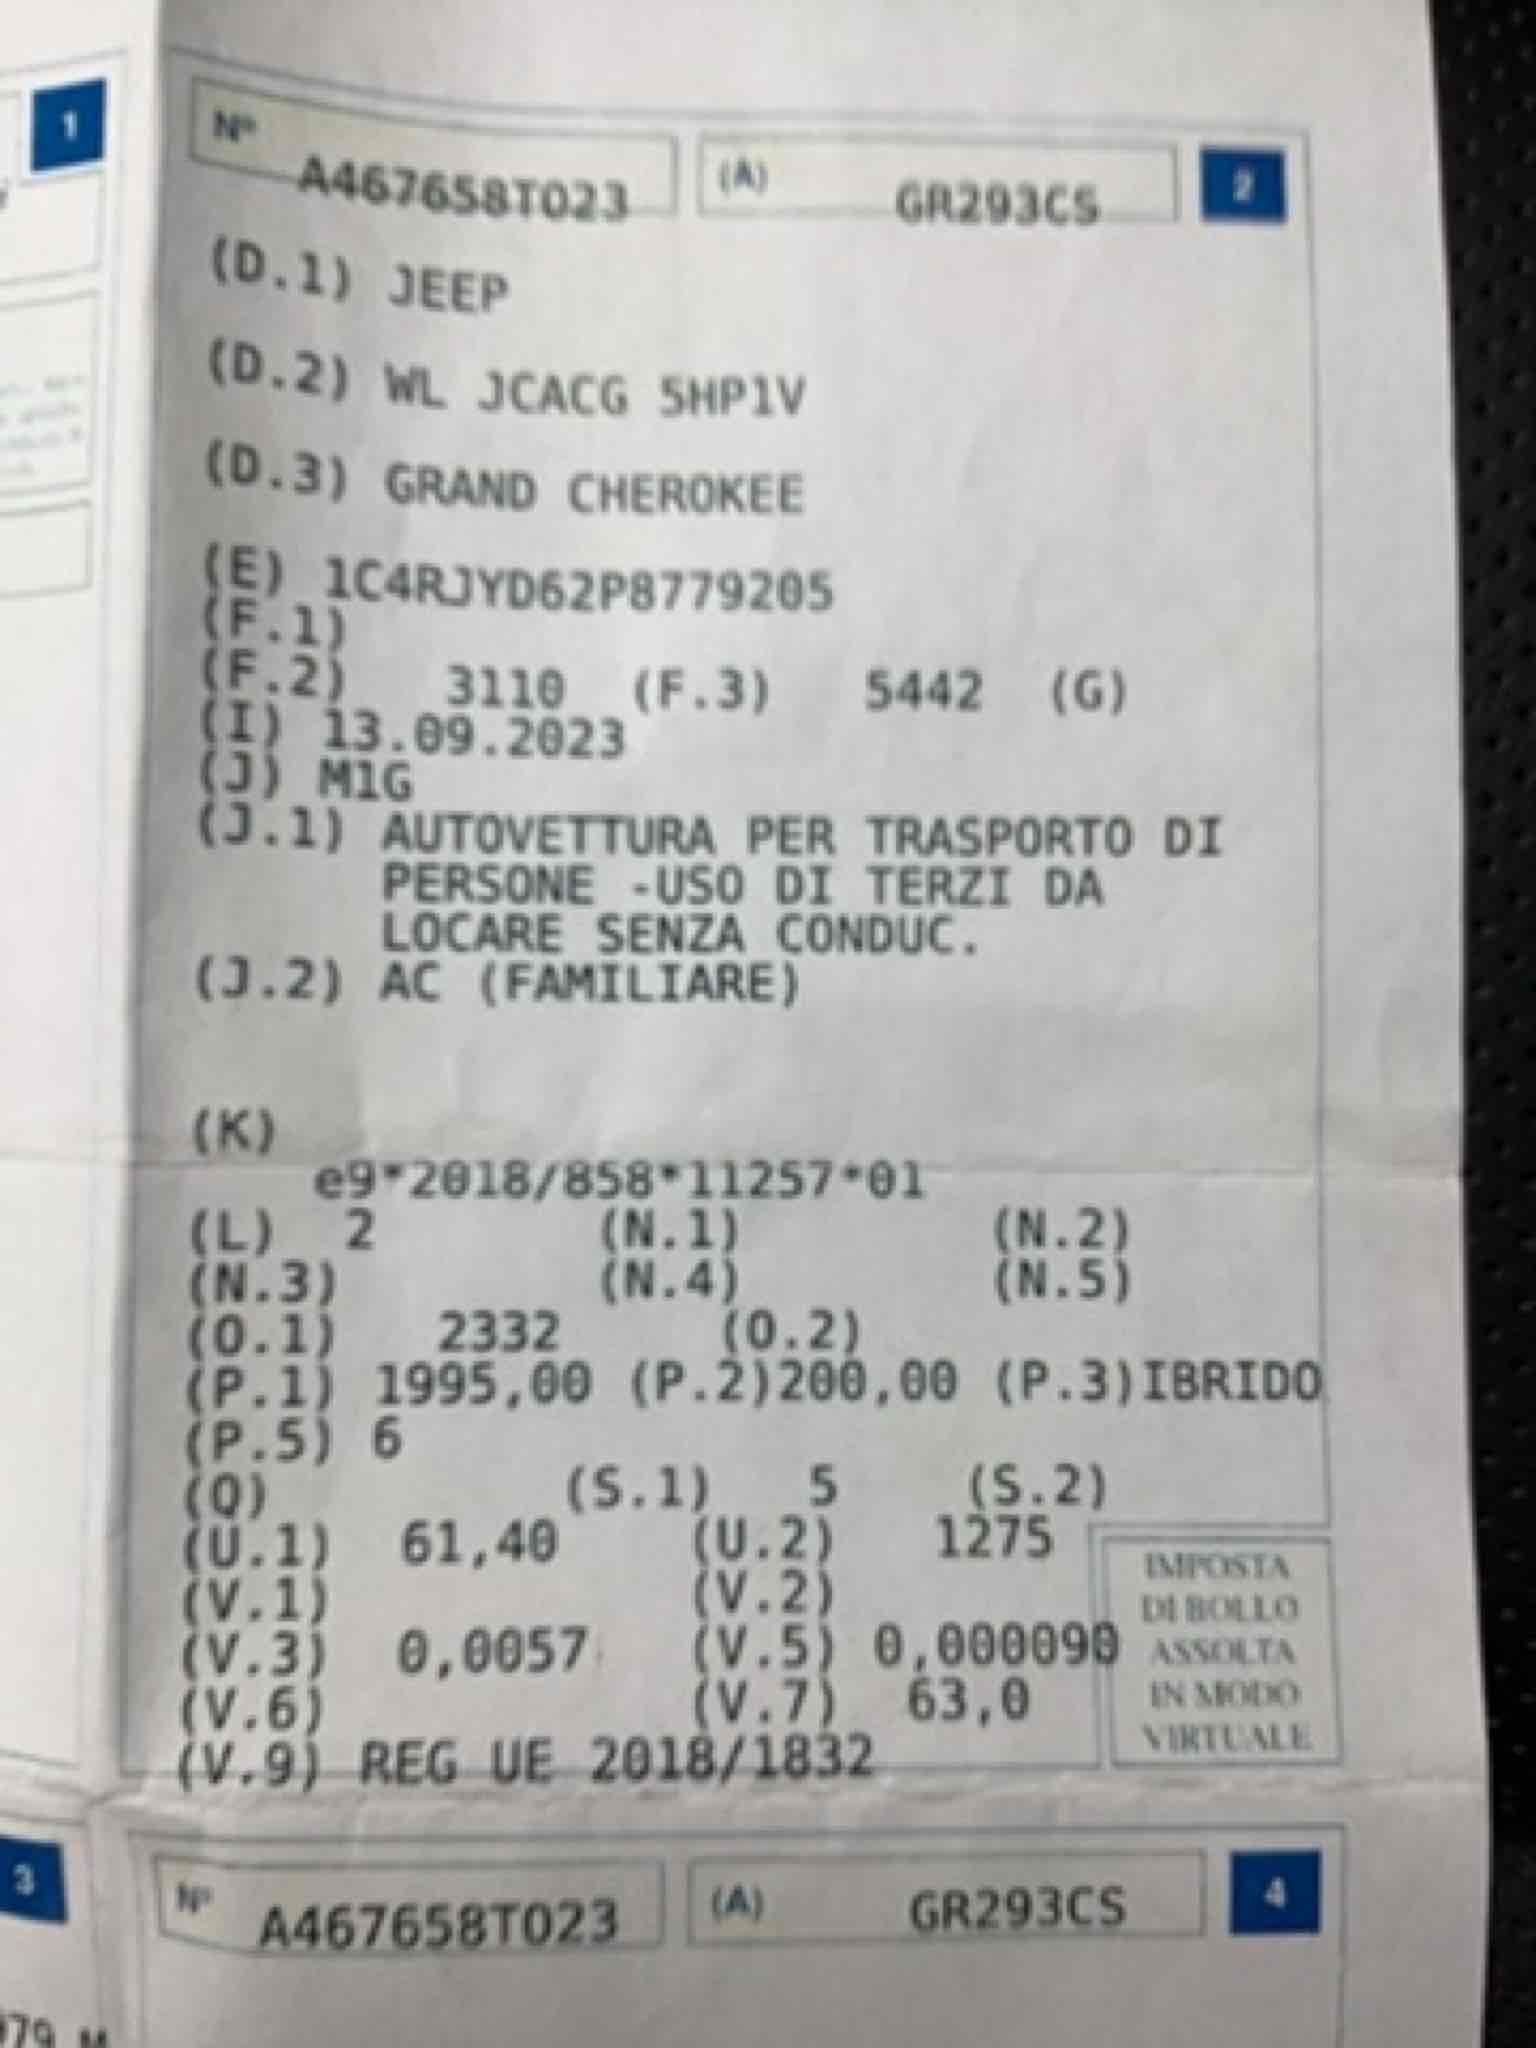 1
Nº A467658TO23 (A) GR293CS 2
(D.1) JEEP
(D.2) WL JCACG 5HP1V
(D.3) GRAND CHEROKEE
(E) 1C4RJYD62P8779205
(F.1)
(F.2) 3110 (F.3) 5442 (G)
(I) 13.09.2023
(J) M1G
(J.1) AUTOVETTURA PER TRASPORTO DI
PERSONE -USO DI TERZI DA
LOCARE SENZA CONDUC.
(J.2) AC (FAMILIARE)
(K)
e9*2018/858*11257*01
(L) 2 (N.1) (N.2)
(N.3) (N.4) (N.5)
(O.1) 2332 (O.2)
(P.1) 1995,00 (P.2)200,00 (P.3)IBRIDO
(P.5) 6
(Q) (S.1) 5 (S.2)
(U.1) 61,40 (U.2) 1275
(V.1) (V.2)
(V.3) 0,0057 (V.5) 0,000090
(V.6) (V.7) 63,0
(V.9) REG UE 2018/1832
IMPOSTA
DI BOLLO
ASSOLTA
IN MODO
VIRTUALE
3
Nº A467658TO23 (A) GR293CS 4
979 M